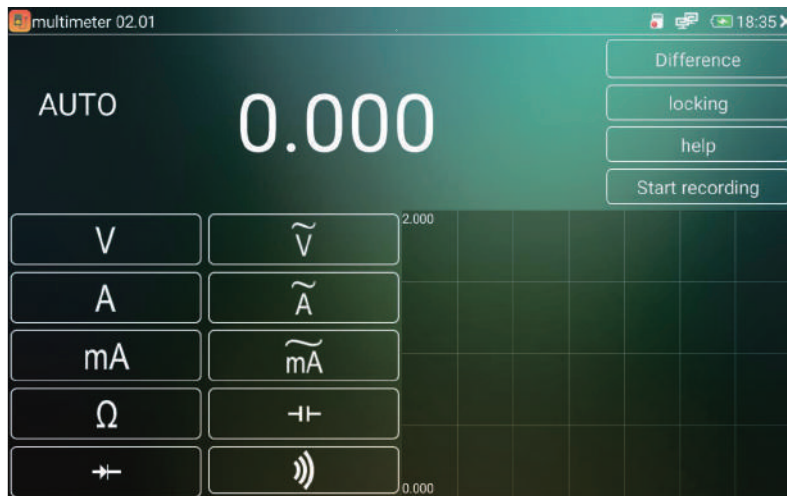 multimeter 02.01
18:35
Difference
AUTO
0.000
locking
help
Start recording
2.000
V
Ṽ
A
Ã
mA
m͠A
Ω
0.000